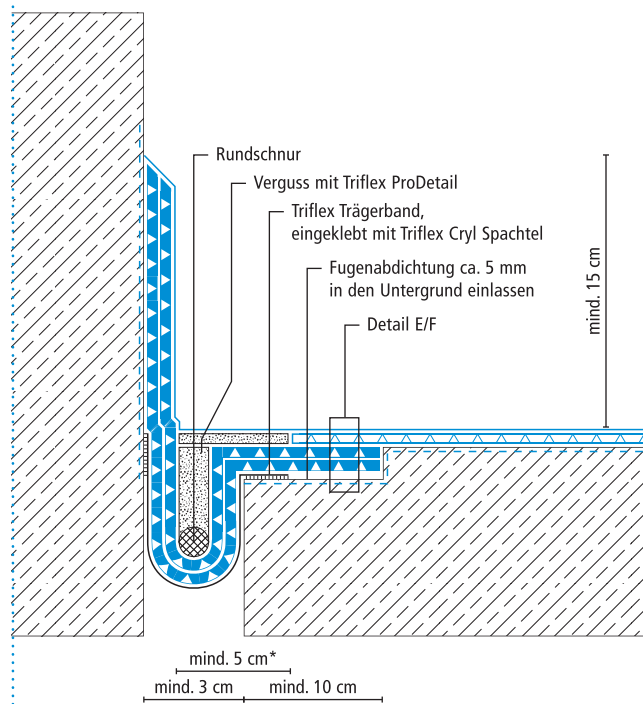 Rundschnur
Verguss mit Triflex ProDetail
Triflex Trägerband,
eingeklebt mit Triflex Cryl Spachtel
Fugenabdichtung ca. 5 mm
in den Untergrund einlassen
Detail E/F
mind. 15 cm
mind. 5 cm*
mind. 3 cm
mind. 10 cm